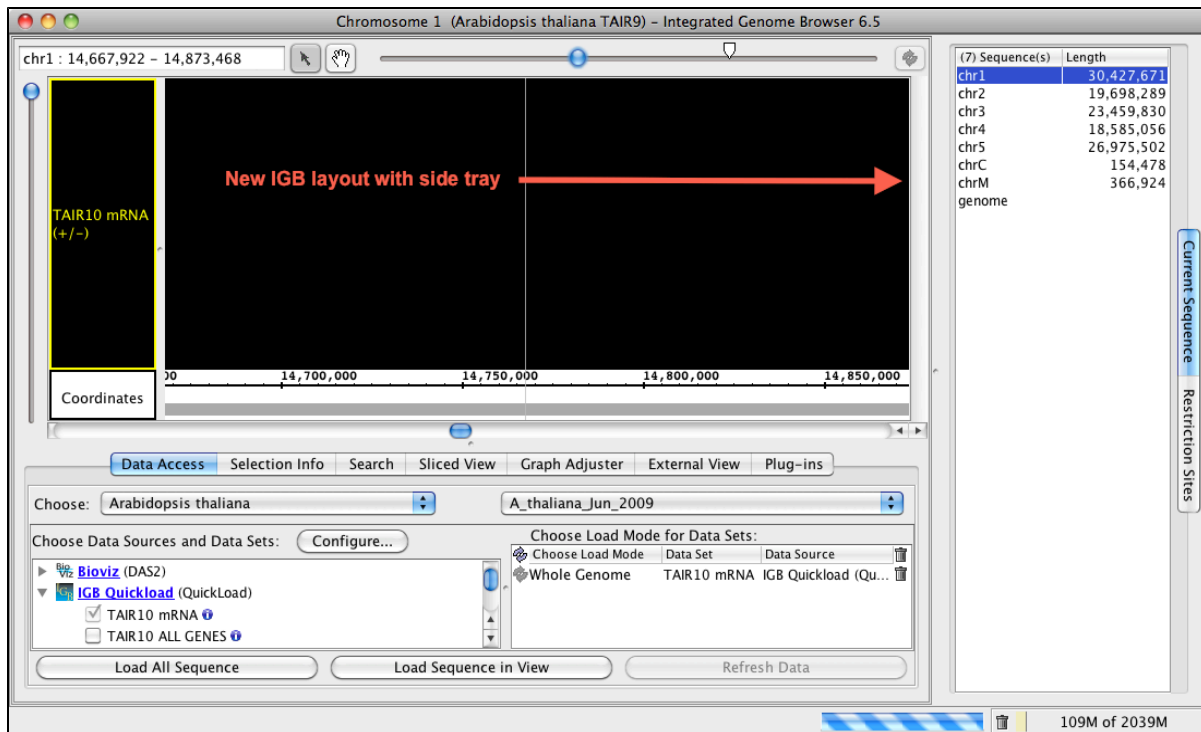 Chromosome 1 (Arabidopsis thaliana TAIR9) – Integrated Genome Browser 6.5
chr1 : 14,667,922 – 14,873,468
New IGB layout with side tray
TAIR10 mRNA
(+/-)
00 14,700,000 14,750,000 14,800,000 14,850,000
Coordinates
(7) Sequence(s) Length
chr1 30,427,671
chr2 19,698,289
chr3 23,459,830
chr4 18,585,056
chr5 26,975,502
chrC 154,478
chrM 366,924
genome
Current Sequence
Restriction Sites
Data Access Selection Info Search Sliced View Graph Adjuster External View Plug-ins
Choose: Arabidopsis thaliana A_thaliana_Jun_2009
Choose Data Sources and Data Sets: Configure...
Bioviz (DAS2)
IGB Quickload (QuickLoad)
TAIR10 mRNA
TAIR10 ALL GENES
Choose Load Mode for Data Sets:
Choose Load Mode Data Set Data Source
Whole Genome TAIR10 mRNA IGB Quickload (Qu...
Load All Sequence Load Sequence in View Refresh Data
109M of 2039M